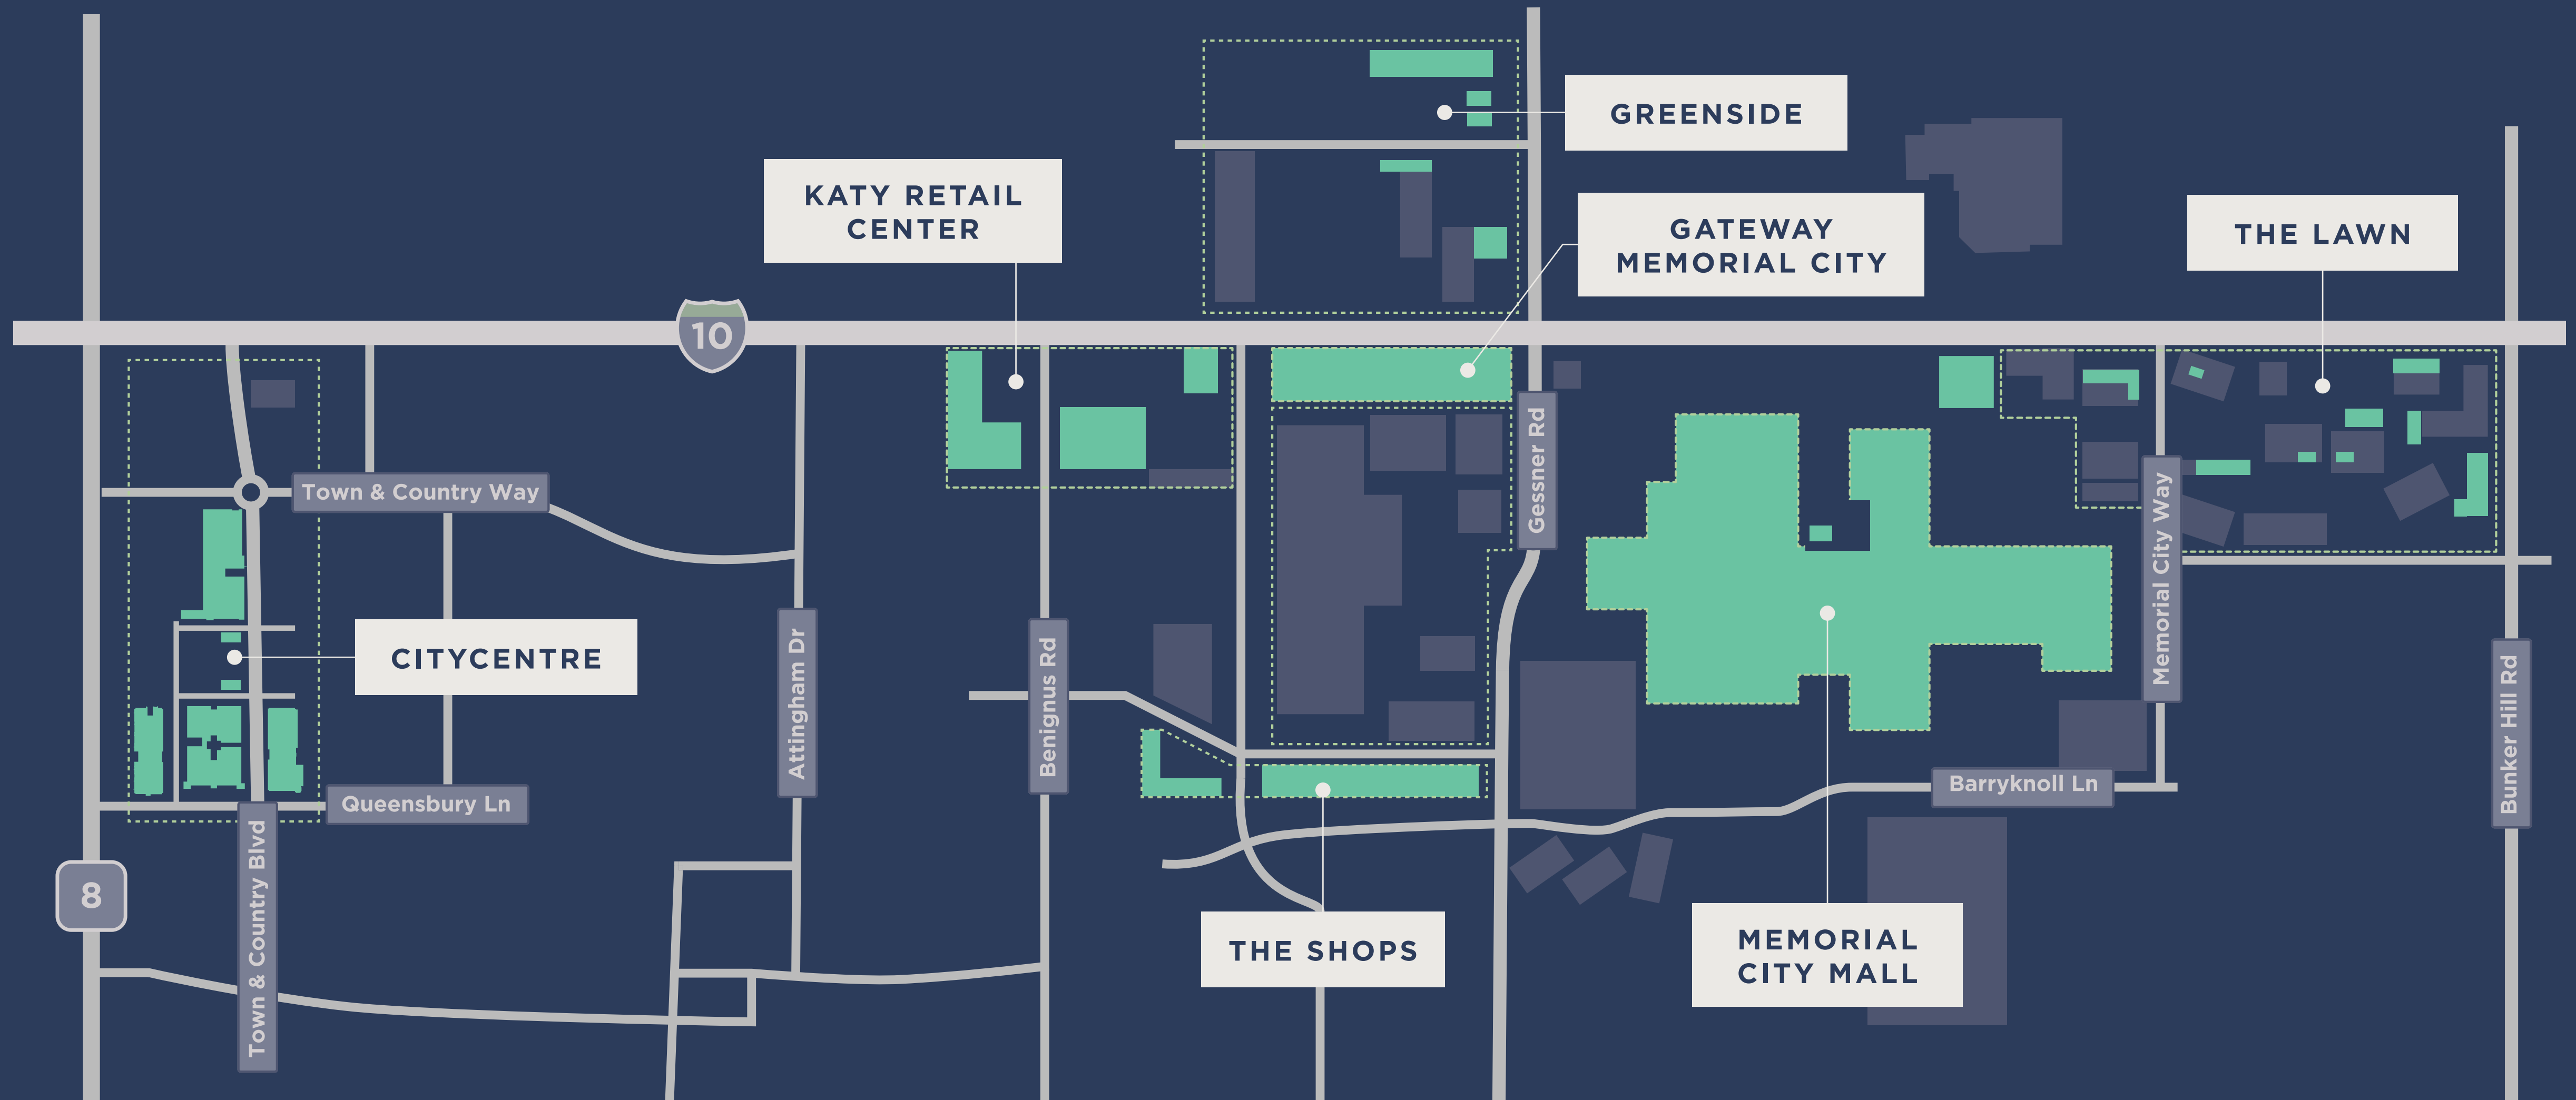 GREENSIDE
KATY RETAIL
CENTER
GATEWAY
MEMORIAL CITY
THE LAWN
10
Town & Country Way
Gessner Rd
CITYCENTRE
Attingham Dr
Benignus Rd
Memorial City Way
Bunker Hill Rd
Queensbury Ln
Barryknoll Ln
Town & Country Blvd
8
THE SHOPS
MEMORIAL
CITY MALL